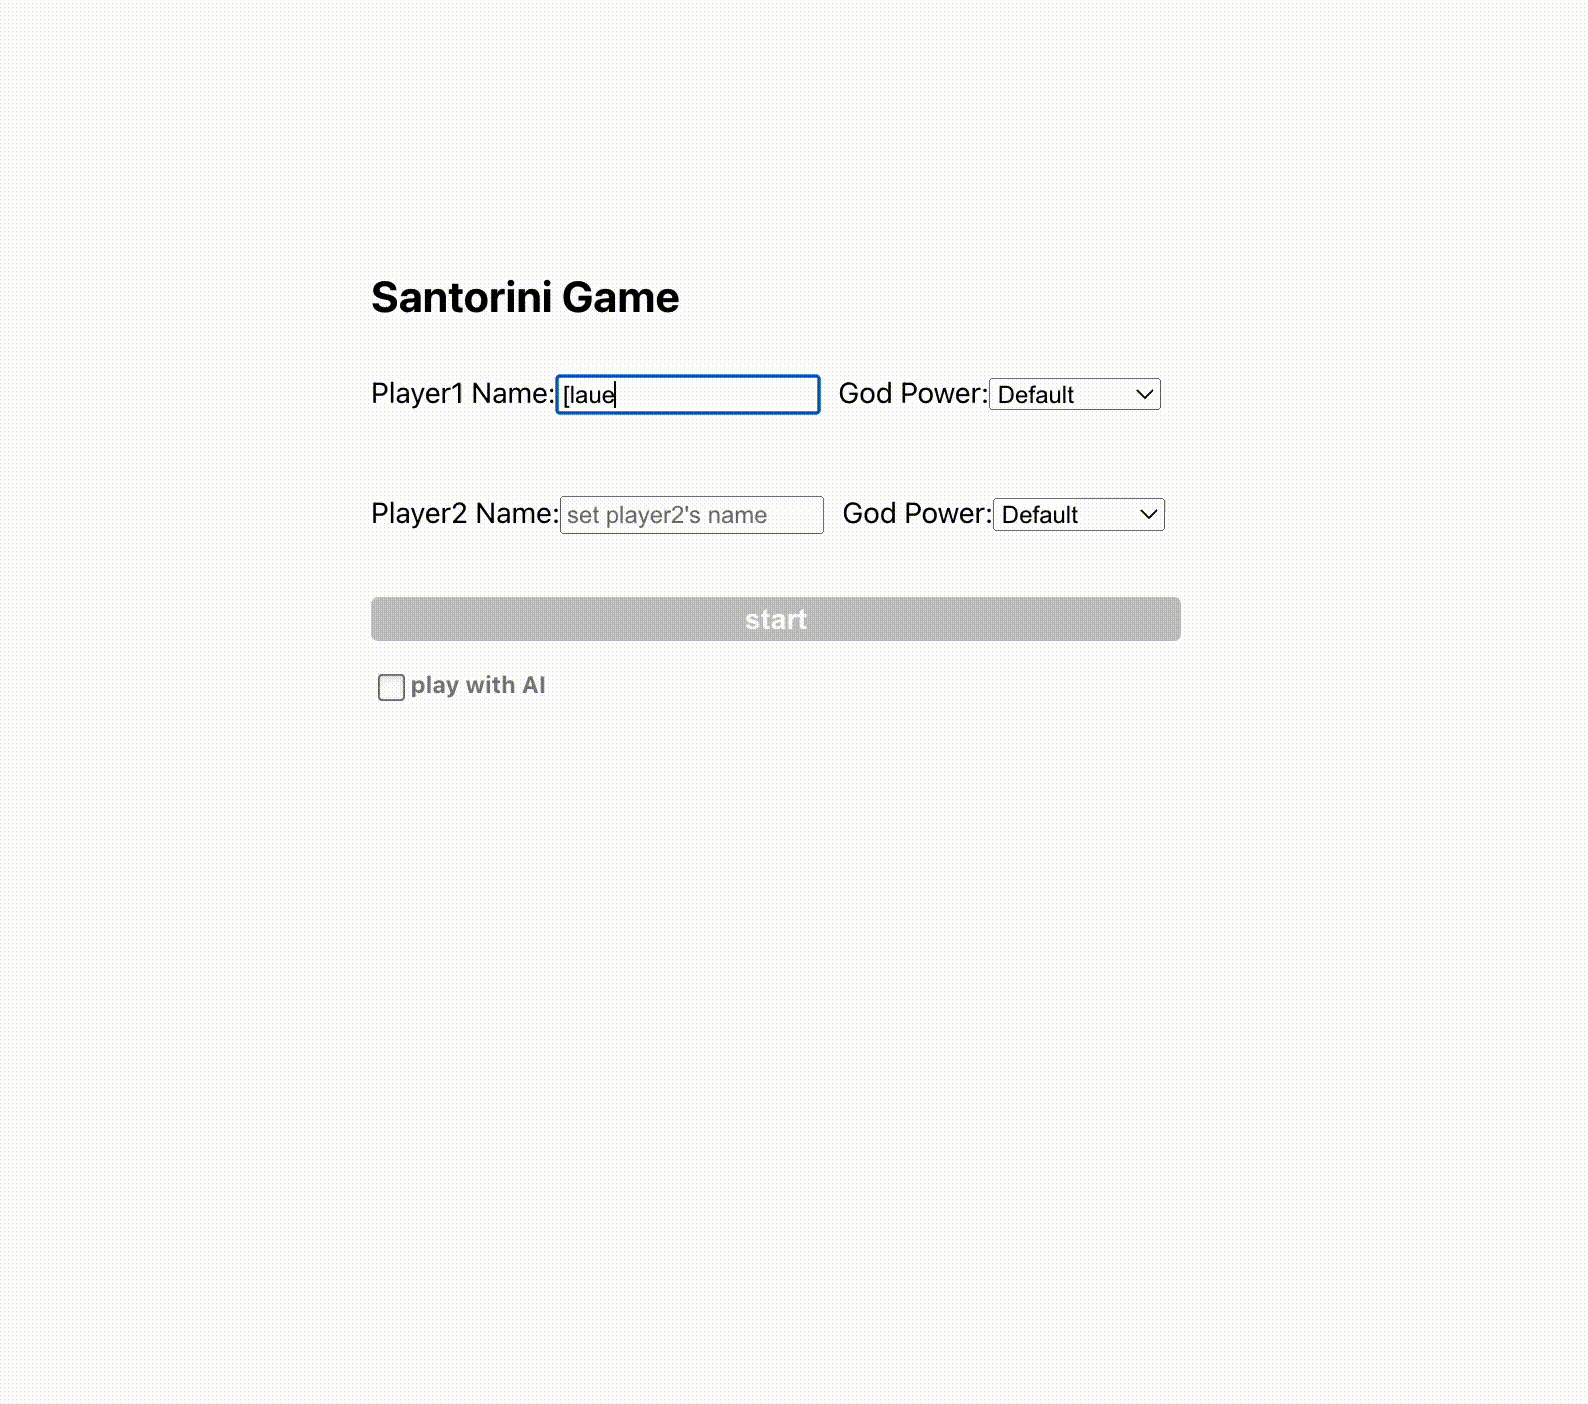 Santorini Game
Player1 Name: [laue God Power: Default
Player2 Name: set player2's name God Power: Default
start
play with AI